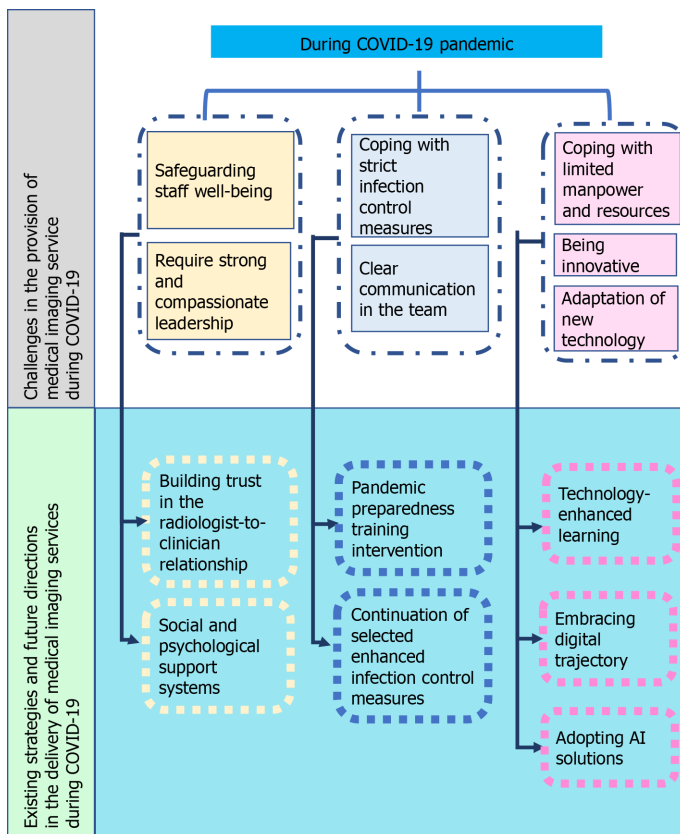 During COVID-19 pandemic
Challenges in the provision of
medical imaging service
during COVID-19
Safeguarding
staff well-being
Require strong
and
compassionate
leadership
Coping with
strict
infection
control
measures
Clear
communication
in the team
Coping with
limited
manpower
and resources
Being
innovative
Adaptation of
new
technology
Existing strategies and future directions
in the delivery of medical imaging services
during COVID-19
Building trust
in the
radiologist-to-
clinician
relationship
Social and
psychological
support
systems
Pandemic
preparedness
training
intervention
Continuation of
selected
enhanced
infection control
measures
Technology-
enhanced
learning
Embracing
digital
trajectory
Adopting AI
solutions